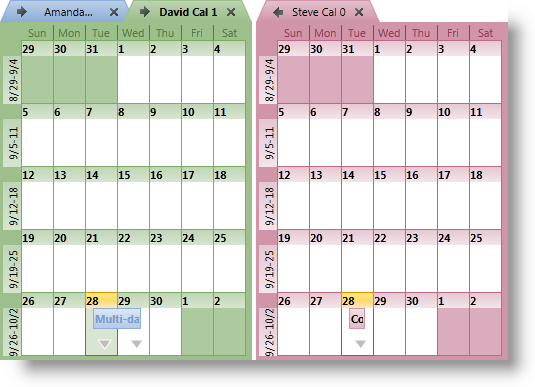 Amanda...
David Cal 1
Steve Cal 0
Sun Mon Tue Wed Thu Fri Sat
8/29-9/4
29 30 31 1 2 3 4
9/5-11
5 6 7 8 9 10 11
9/12-18
12 13 14 15 16 17 18
9/19-25
19 20 21 22 23 24 25
9/26-10/2
26 27 28 29 30 1 2
Multi-da
Sun Mon Tue Wed Thu Fri Sat
8/29-9/4
29 30 31 1 2 3 4
9/5-11
5 6 7 8 9 10 11
9/12-18
12 13 14 15 16 17 18
9/19-25
19 20 21 22 23 24 25
9/26-10/2
26 27 28 29 30 1 2
Co